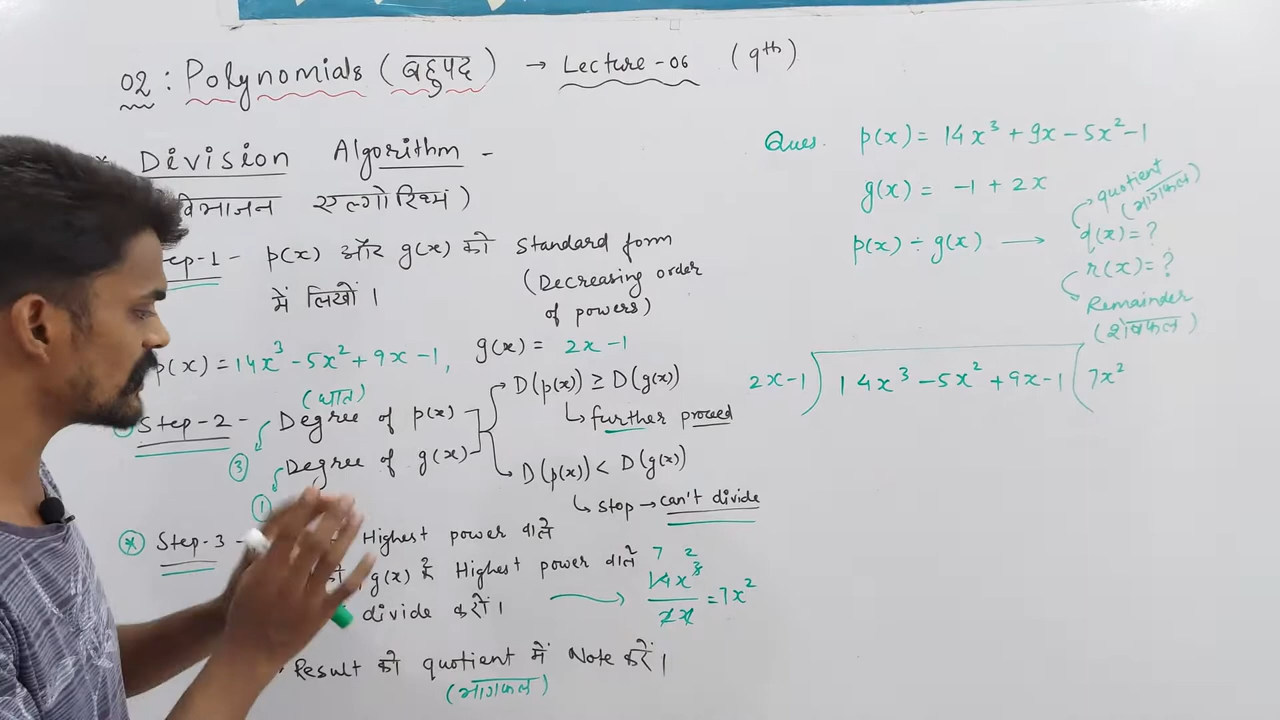 02 : Polynomials (बहुपद) → Lecture-06 (9th)
Division Algorithm -
विभाजन एल्गोरिथ्म)
ep-1 - p(x) और g(x) को Standard form
में लिखों।
(Decreasing order
of powers)
p(x) = 14x³ - 5x² + 9x - 1, g(x) = 2x - 1
(घात)
Step-2 - Degree of p(x)
③
Degree of g(x)
①
D(p(x)) ≥ D(g(x))
↳ further proceed
D(p(x)) < D(g(x))
↳ stop → can't divide
* Step-3 - Highest power वाले
g(x) के Highest power वाले
divide करों। → 14x³/2x = 7x²
7 2
Result को quotient में Note करें।
(भागफल)
Ques. p(x) = 14x³ + 9x - 5x² - 1
g(x) = -1 + 2x
p(x) ÷ g(x) → q(x) = ?
quotient
(भागफल)
r(x) = ?
Remainder
(शेषफल)
2x-1 ) 14x³ - 5x² + 9x - 1 ( 7x²